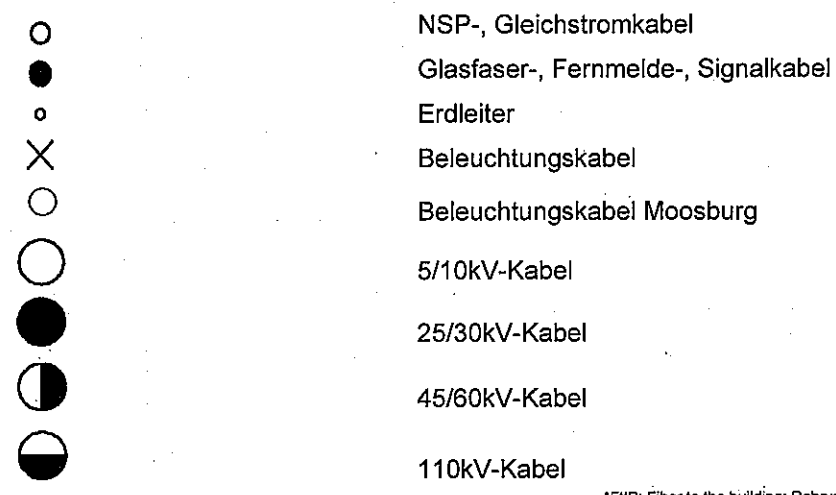 NSP-, Gleichstromkabel
Glasfaser-, Fernmelde-, Signalkabel
Erdleiter
Beleuchtungskabel
Beleuchtungskabel Moosburg
5/10kV-Kabel
25/30kV-Kabel
45/60kV-Kabel
110kV-Kabel